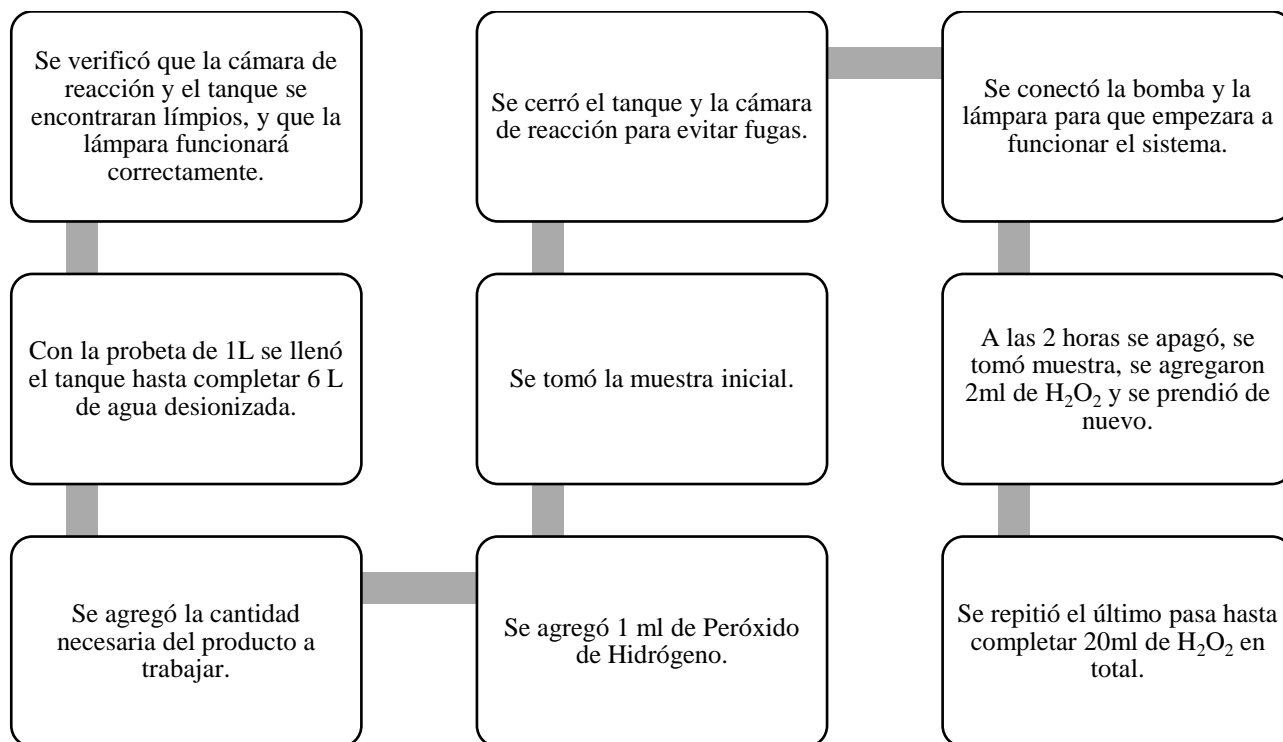 Se verificó que la cámara de
reacción y el tanque se
encontraran límpios, y que la
lámpara funcionará
correctamente.
Con la probeta de 1L se llenó
el tanque hasta completar 6 L
de agua desionizada.
Se agregó la cantidad
necesaria del producto a
trabajar.
Se agregó 1 ml de Peróxido
de Hidrógeno.
Se tomó la muestra inicial.
Se cerró el tanque y la cámara
de reacción para evitar fugas.
Se conectó la bomba y la
lámpara para que empezara a
funcionar el sistema.
A las 2 horas se apagó, se
tomó muestra, se agregaron
2ml de H₂O₂ y se prendió de
nuevo.
Se repitió el último pasa hasta
completar 20ml de H₂O₂ en
total.